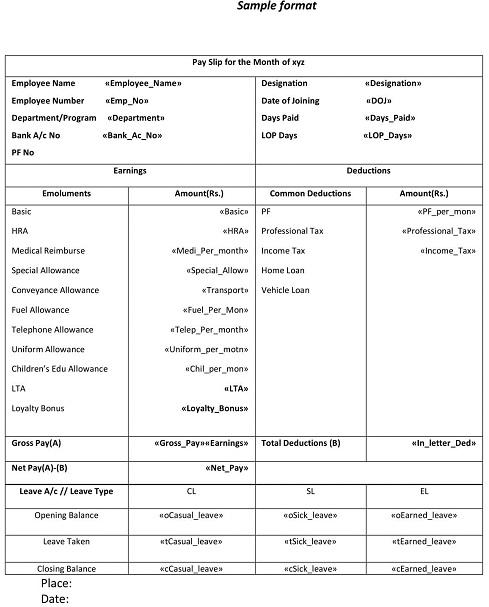 Sample format
Pay Slip for the Month of xyz
Employee Name «Employee_Name» Designation «Designation»
Employee Number «Emp_No» Date of Joining «DOJ»
Department/Program «Department» Days Paid «Days_Paid»
Bank A/c No «Bank_Ac_No» LOP Days «LOP_Days»
PF No
Earnings Deductions
Emoluments Amount(Rs.) Common Deductions Amount(Rs.)
Basic «Basic» PF «PF_per_mon»
HRA «HRA» Professional Tax «Professional_Tax»
Medical Reimburse «Medi_Per_month» Income Tax «Income_Tax»
Special Allowance «Special_Allow» Home Loan
Conveyance Allowance «Transport» Vehicle Loan
Fuel Allowance «Fuel_Per_Mon»
Telephone Allowance «Telep_Per_month»
Uniform Allowance «Uniform_per_motn»
Children's Edu Allowance «Chil_per_mon»
LTA «LTA»
Loyalty Bonus «Loyalty_Bonus»
Gross Pay(A) «Gross_Pay»«Earnings» Total Deductions (B) «In_letter_Ded»
Net Pay(A)-(B) «Net_Pay»
Leave A/c // Leave Type CL SL EL
Opening Balance «oCasual_leave» «oSick_leave» «oEarned_leave»
Leave Taken «tCasual_leave» «tSick_leave» «tEarned_leave»
Closing Balance «cCasual_leave» «cSick_leave» «cEarned_leave»
Place:
Date: